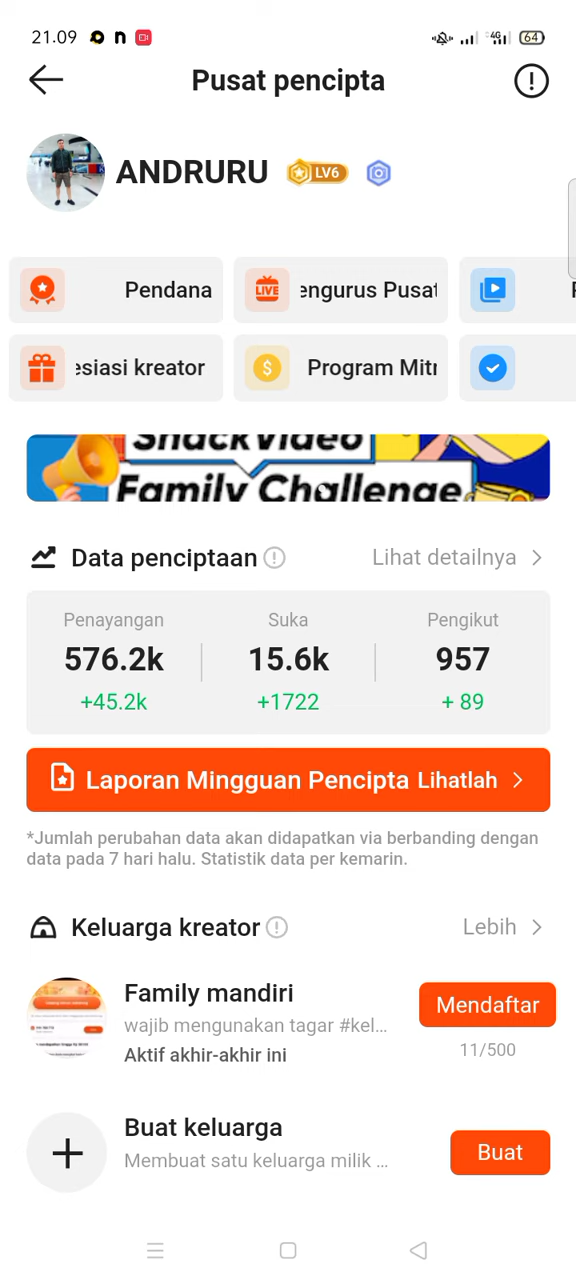 21.09
4G
64
Pusat pencipta
ANDRURU
LV6
Pendana
LIVE
engurus Pusat
esiasi kreator
Program Mitr
SnackVideo
Family Challenge
Data penciptaan
Lihat detailnya
Penayangan
Suka
Pengikut
576.2k
15.6k
957
+45.2k
+1722
+ 89
Laporan Mingguan Pencipta Lihatlah
*Jumlah perubahan data akan didapatkan via berbanding dengan
data pada 7 hari halu. Statistik data per kemarin.
Keluarga kreator
Lebih
Family mandiri
wajib mengunakan tagar #kel...
Aktif akhir-akhir ini
Mendaftar
11/500
Buat keluarga
Membuat satu keluarga milik ...
Buat